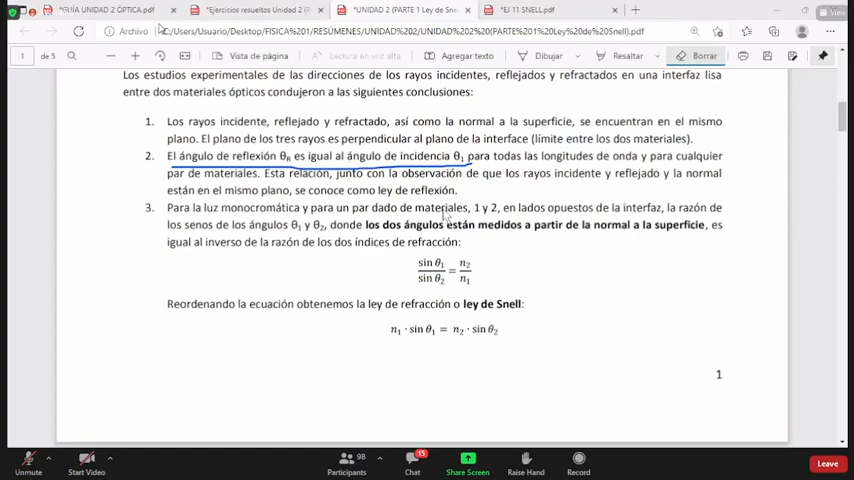 *GUÍA UNIDAD 2 ÓPTICA.pdf
*Ejercicios resueltos Unidad 2 (P
*UNIDAD 2 (PARTE 1 Ley de Snel
*EJ 11 SNELL.pdf
View
Archivo
C:/Users/Usuario/Desktop/FISICA%201/RESÚMENES/UNIDAD%202/UNIDAD%202%20(PARTE%201%20Ley%20de%20Snell).pdf
1 de 5
Vista de página
Lectura en voz alta
Agregar texto
Dibujar
Resaltar
Borrar
Los estudios experimentales de las direcciones de los rayos incidentes, reflejados y refractados en una interfaz lisa
entre dos materiales ópticos condujeron a las siguientes conclusiones:
1. Los rayos incidente, reflejado y refractado, así como la normal a la superficie, se encuentran en el mismo
plano. El plano de los tres rayos es perpendicular al plano de la interface (límite entre los dos materiales).
2. El ángulo de reflexión θR es igual al ángulo de incidencia θ1 para todas las longitudes de onda y para cualquier
par de materiales. Esta relación, junto con la observación de que los rayos incidente y reflejado y la normal
están en el mismo plano, se conoce como ley de reflexión.
3. Para la luz monocromática y para un par dado de materiales, 1 y 2, en lados opuestos de la interfaz, la razón de
los senos de los ángulos θ1 y θ2, donde los dos ángulos están medidos a partir de la normal a la superficie, es
igual al inverso de la razón de los dos índices de refracción:
sin θ1 / sin θ2 = n2 / n1
Reordenando la ecuación obtenemos la ley de refracción o ley de Snell:
n1 · sin θ1 = n2 · sin θ2
1
98
15
Unmute
Start Video
Participants
Chat
Share Screen
Raise Hand
Record
Leave